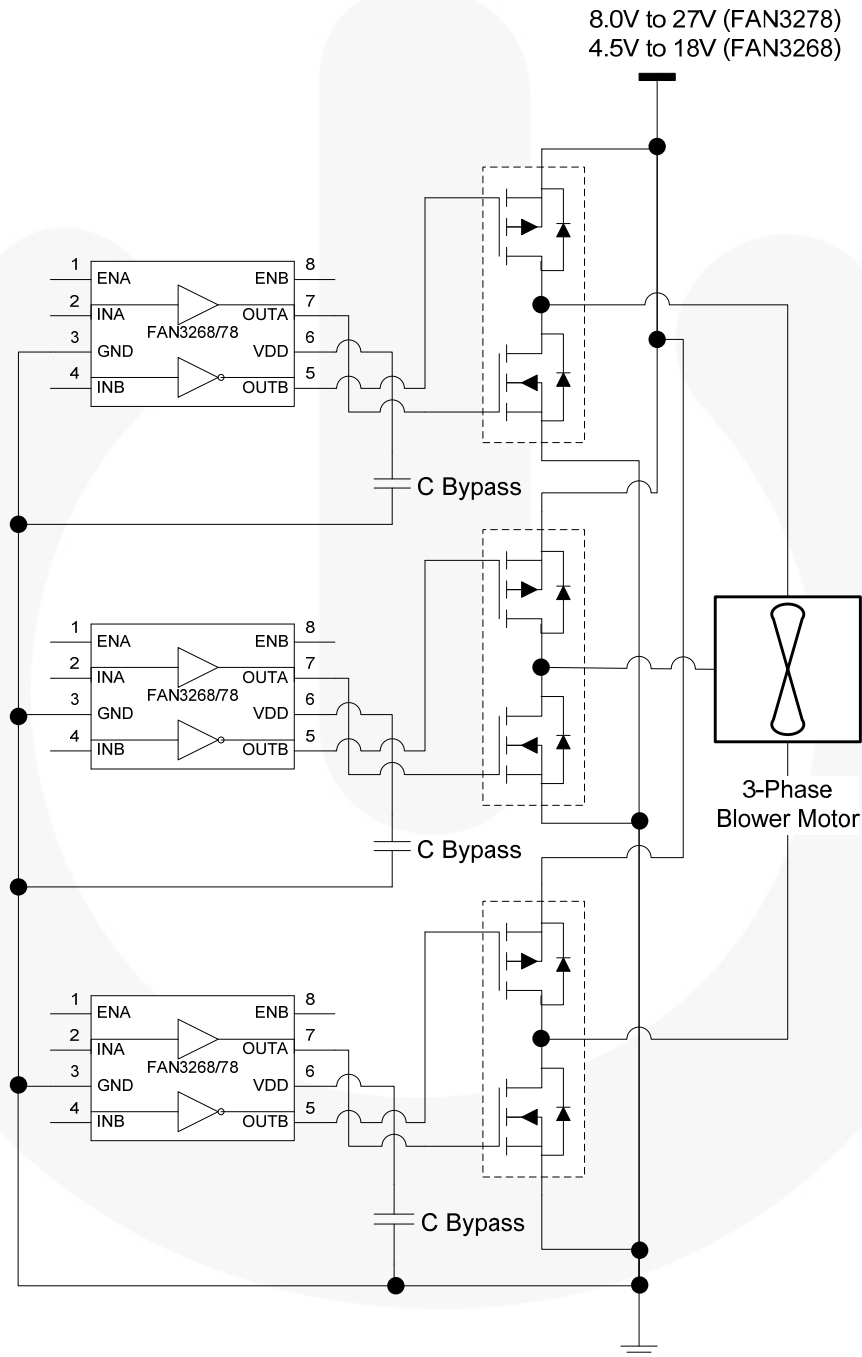 8.0V to 27V (FAN3278)
4.5V to 18V (FAN3268)
1 ENA ENB 8
2 INA OUTA 7
FAN3268/78
3 GND VDD 6
4 INB OUTB 5
C Bypass
1 ENA ENB 8
2 INA OUTA 7
FAN3268/78
3 GND VDD 6
4 INB OUTB 5
3-Phase
Blower Motor
C Bypass
1 ENA ENB 8
2 INA OUTA 7
FAN3268/78
3 GND VDD 6
4 INB OUTB 5
C Bypass